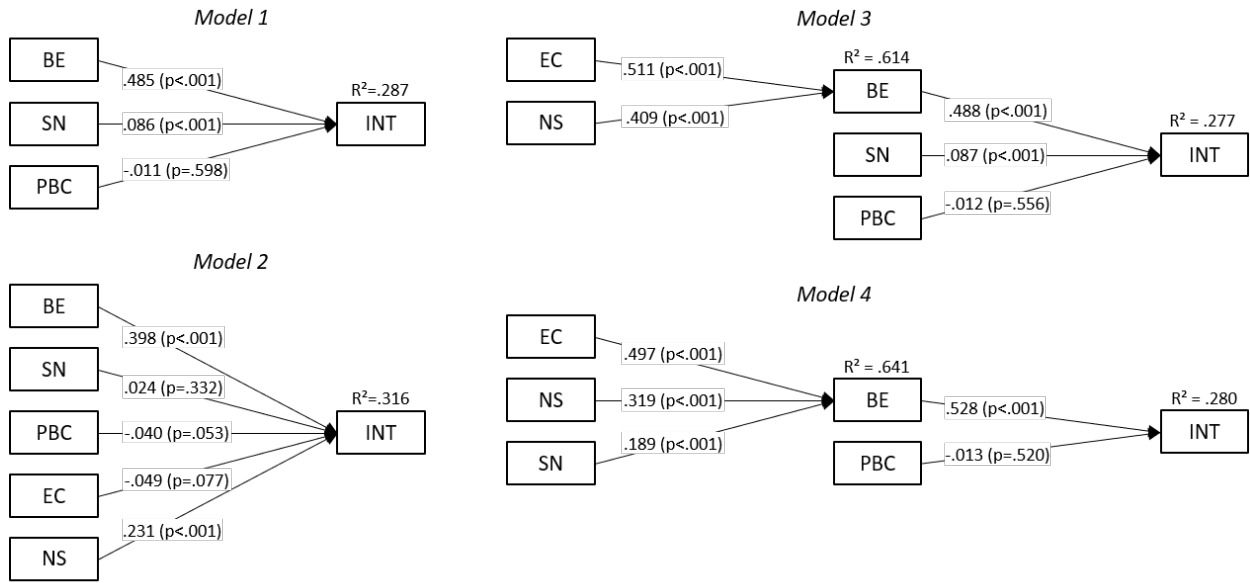 Model 1
BE
.485 (p<.001)
R²=.287
SN
.086 (p<.001)
INT
-.011 (p=.598)
PBC
Model 2
BE
.398 (p<.001)
SN
.024 (p=.332)
R²=.316
PBC
-.040 (p=.053)
INT
-.049 (p=.077)
EC
.231 (p<.001)
NS
Model 3
EC
.511 (p<.001)
R² = .614
BE
NS
.409 (p<.001)
.488 (p<.001)
R² = .277
SN
.087 (p<.001)
INT
-.012 (p=.556)
PBC
Model 4
EC
.497 (p<.001)
R² = .641
NS
.319 (p<.001)
BE
.528 (p<.001)
R² = .280
INT
.189 (p<.001)
SN
PBC
-.013 (p=.520)